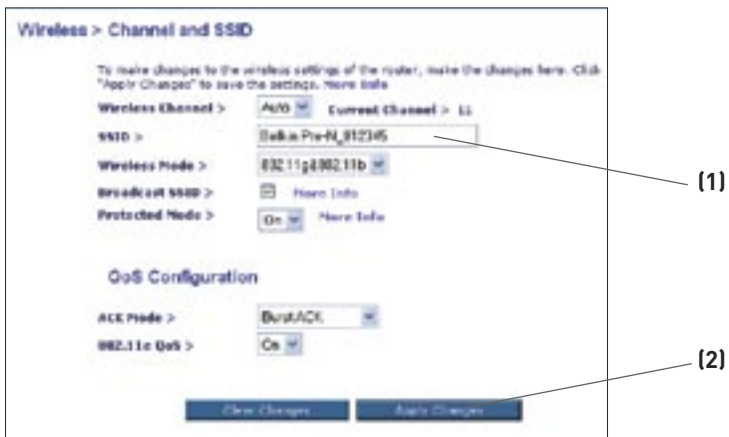 Wireless > Channel and SSID
To make changes to the wireless settings of the router, make the changes here. Click
"Apply Changes" to save the settings. More Info
Wireless Channel > Auto Current Channel > 11
SSID > Belkin Pre-N_012345 (1)
Wireless Mode > 802.11g&802.11b
Broadcast SSID > More Info
Protected Mode > On More Info
QoS Configuration
ACK Mode > Burst ACK
802.11e QoS > On
(2)
Clear Changes Apply Changes